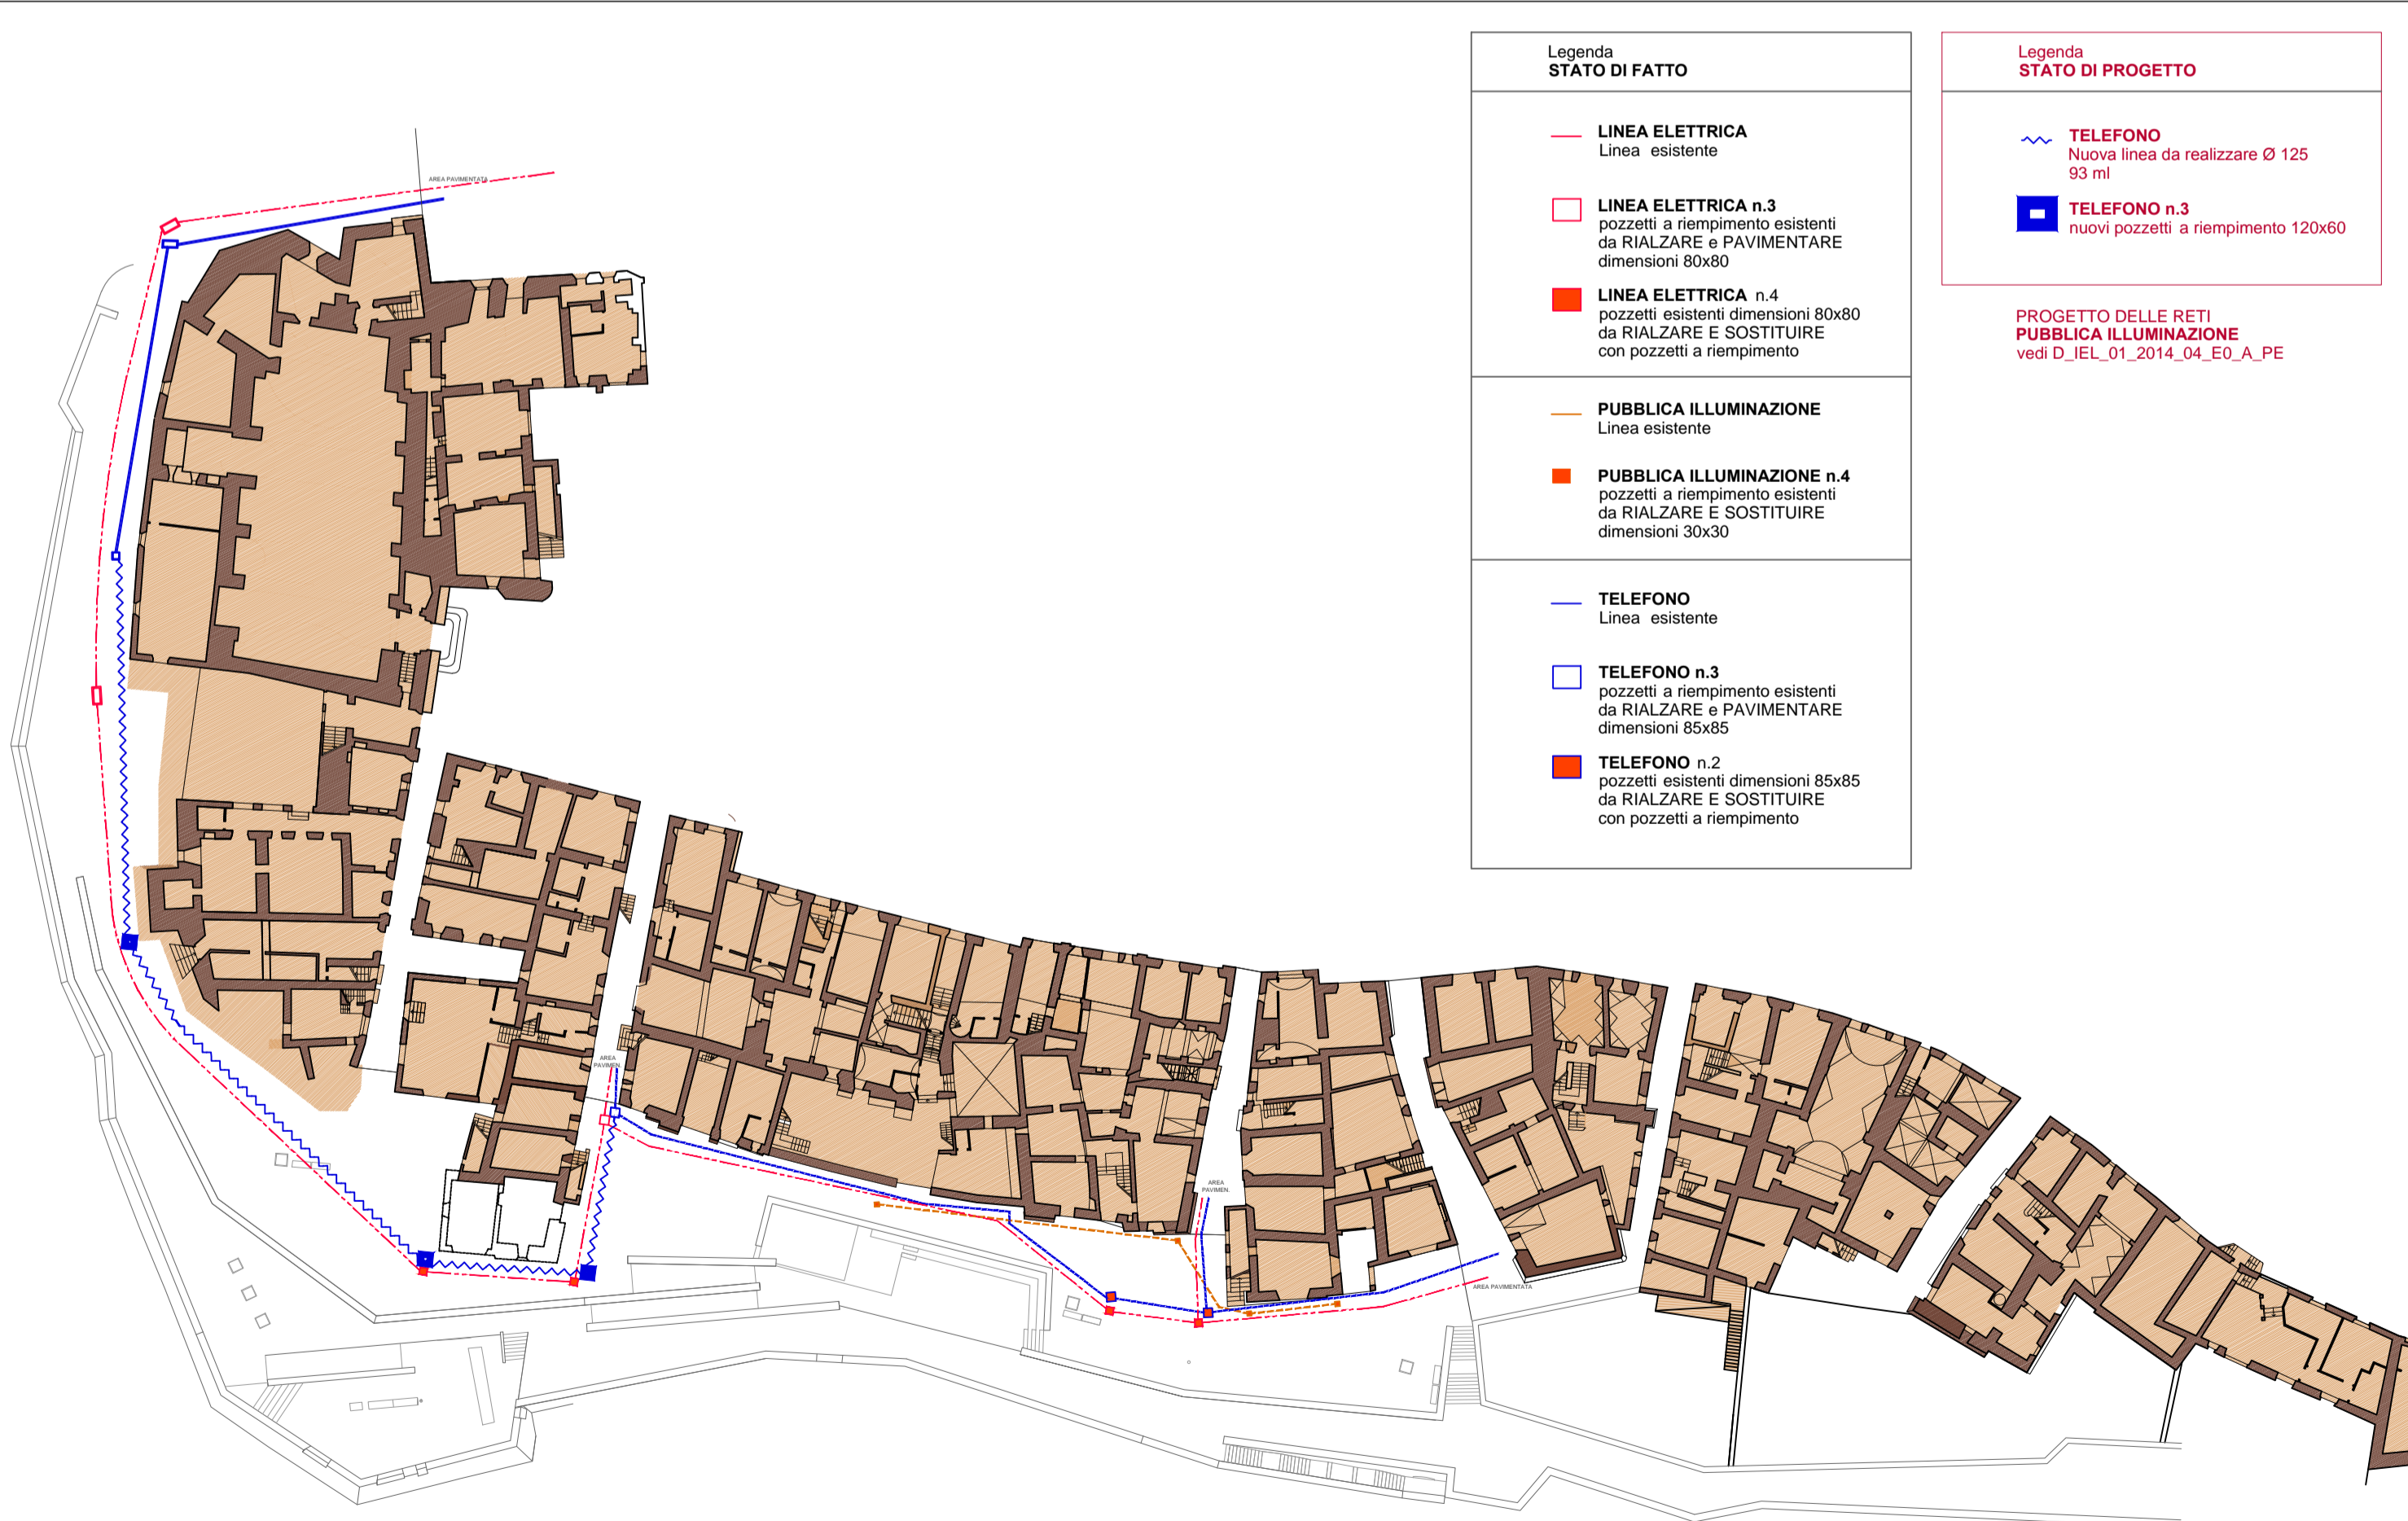 Legenda
STATO DI FATTO
LINEA ELETTRICA
Linea esistente
LINEA ELETTRICA n.3
pozzetti a riempimento esistenti
da RIALZARE e PAVIMENTARE
dimensioni 80x80
LINEA ELETTRICA n.4
pozzetti esistenti dimensioni 80x80
da RIALZARE E SOSTITUIRE
con pozzetti a riempimento
PUBBLICA ILLUMINAZIONE
Linea esistente
PUBBLICA ILLUMINAZIONE n.4
pozzetti a riempimento esistenti
da RIALZARE E SOSTITUIRE
dimensioni 30x30
TELEFONO
Linea esistente
TELEFONO n.3
pozzetti a riempimento esistenti
da RIALZARE e PAVIMENTARE
dimensioni 85x85
TELEFONO n.2
pozzetti esistenti dimensioni 85x85
da RIALZARE E SOSTITUIRE
con pozzetti a riempimento
Legenda
STATO DI PROGETTO
TELEFONO
Nuova linea da realizzare Ø 125
93 ml
TELEFONO n.3
nuovi pozzetti a riempimento 120x60
PROGETTO DELLE RETI
PUBBLICA ILLUMINAZIONE
vedi D_IEL_01_2014_04_E0_A_PE
AREA PAVIMENTATA
AREA
PAVIMEN.
AREA
PAVIMEN.
AREA PAVIMENTATA